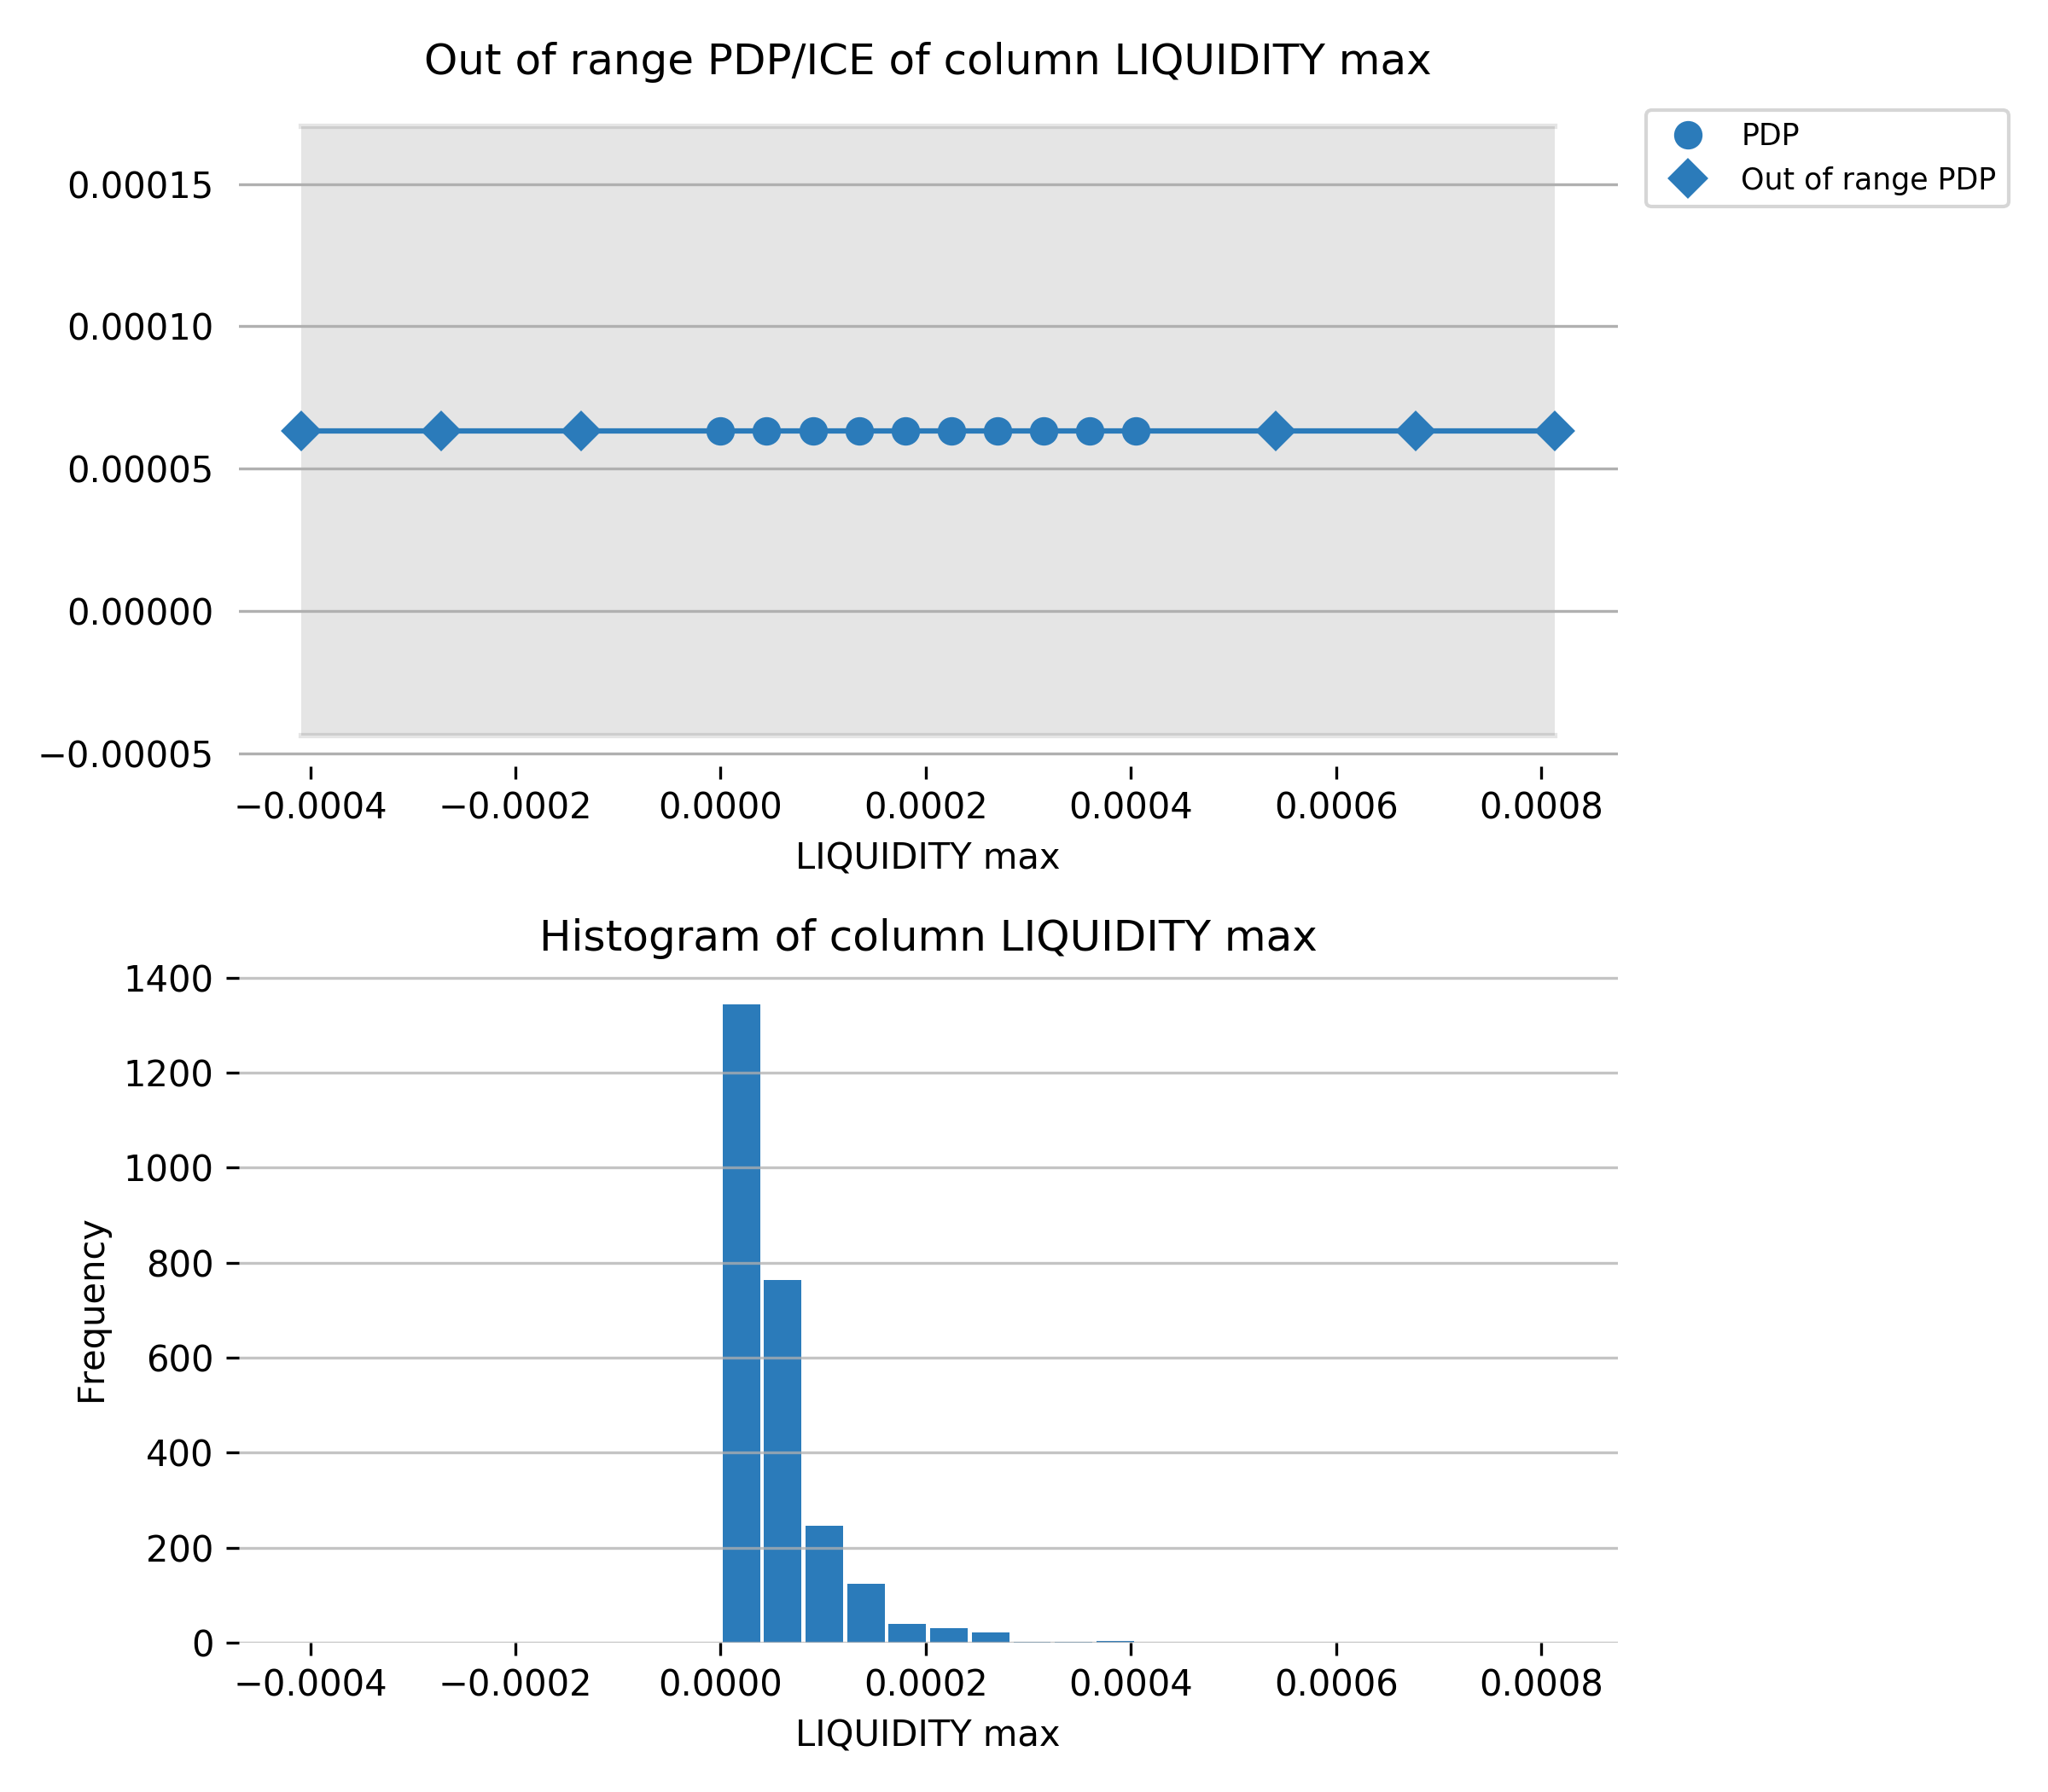 Out of range PDP/ICE of column LIQUIDITY max
PDP
Out of range PDP
0.00015
0.00010
0.00005
0.00000
−0.00005
−0.0004 −0.0002 0.0000 0.0002 0.0004 0.0006 0.0008
LIQUIDITY max
Histogram of column LIQUIDITY max
1400
1200
1000
800
600
400
200
0
Frequency
−0.0004 −0.0002 0.0000 0.0002 0.0004 0.0006 0.0008
LIQUIDITY max